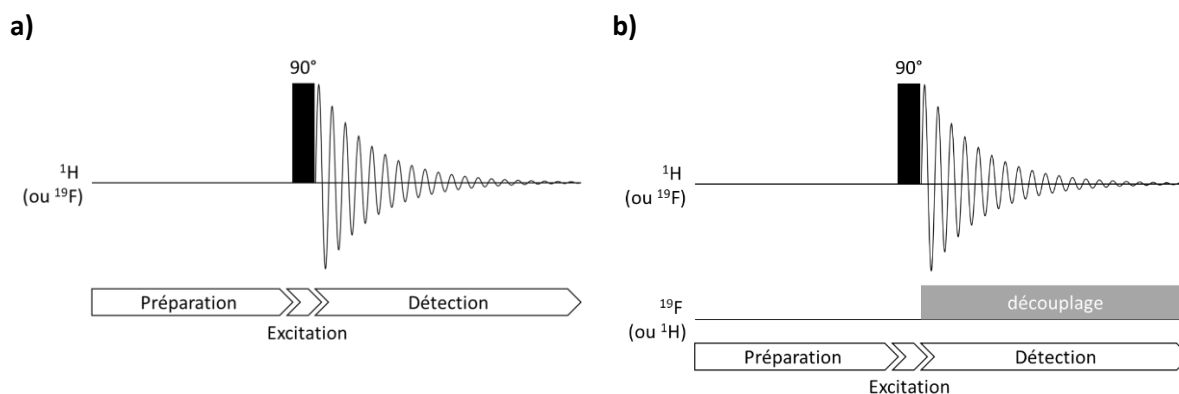 a)
90°
¹H
(ou ¹⁹F)
Préparation
Détection
Excitation
b)
90°
¹H
(ou ¹⁹F)
¹⁹F
(ou ¹H)
découplage
Préparation
Détection
Excitation